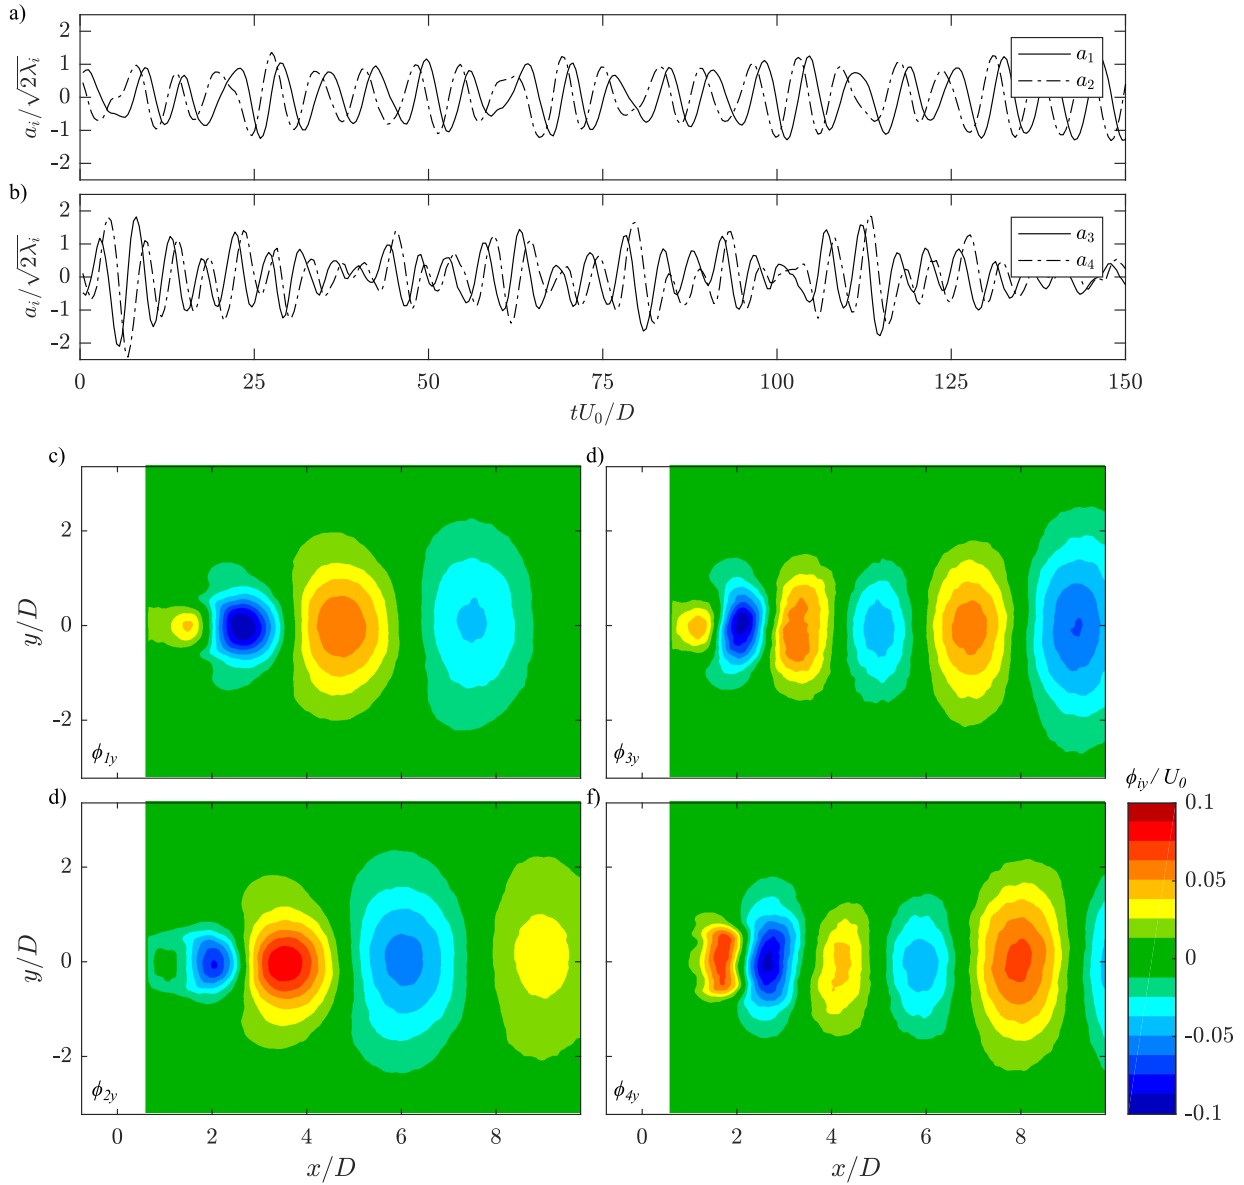 a)
2
1
0
-1
-2
a_i/√2λ_i
a_1
a_2
b)
2
1
0
-1
-2
a_i/√2λ_i
a_3
a_4
0 25 50 75 100 125 150
tU_0/D
c)
2
0
-2
y/D
ϕ_1y
d)
ϕ_3y
d)
2
0
-2
y/D
ϕ_2y
0 2 4 6 8
x/D
f)
ϕ_4y
2 4 6 8
x/D
ϕ_iy/U_0
0.1
0.05
0
-0.05
-0.1